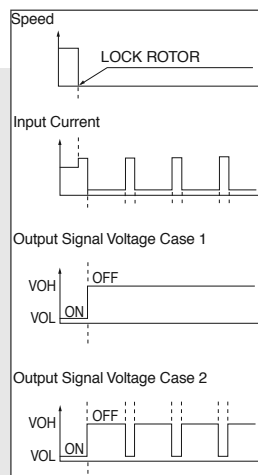 Speed
LOCK ROTOR
Input Current
Output Signal Voltage Case 1
VOH OFF
VOL ON
Output Signal Voltage Case 2
VOH OFF
VOL ON